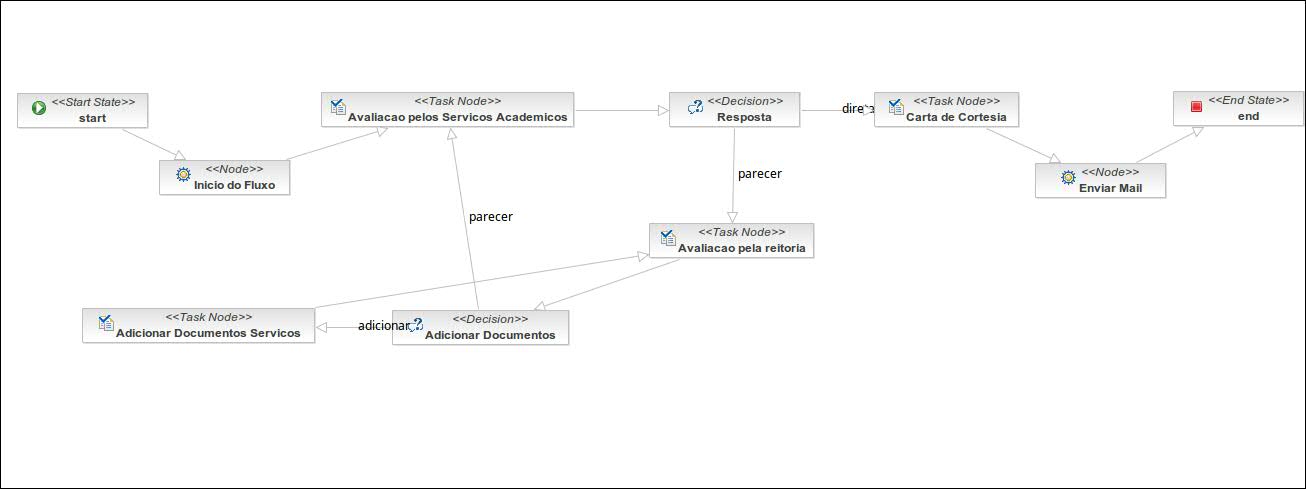 <<Start State>>
start
<<Node>>
Inicio do Fluxo
<<Task Node>>
Avaliacao pelos Servicos Academicos
<<Decision>>
Resposta
<<Task Node>>
Carta de Cortesia
<<Node>>
Enviar Mail
<<End State>>
end
parecer
<<Task Node>>
Avaliacao pela reitoria
parecer
<<Decision>>
Adicionar Documentos
adicionar
<<Task Node>>
Adicionar Documentos Servicos